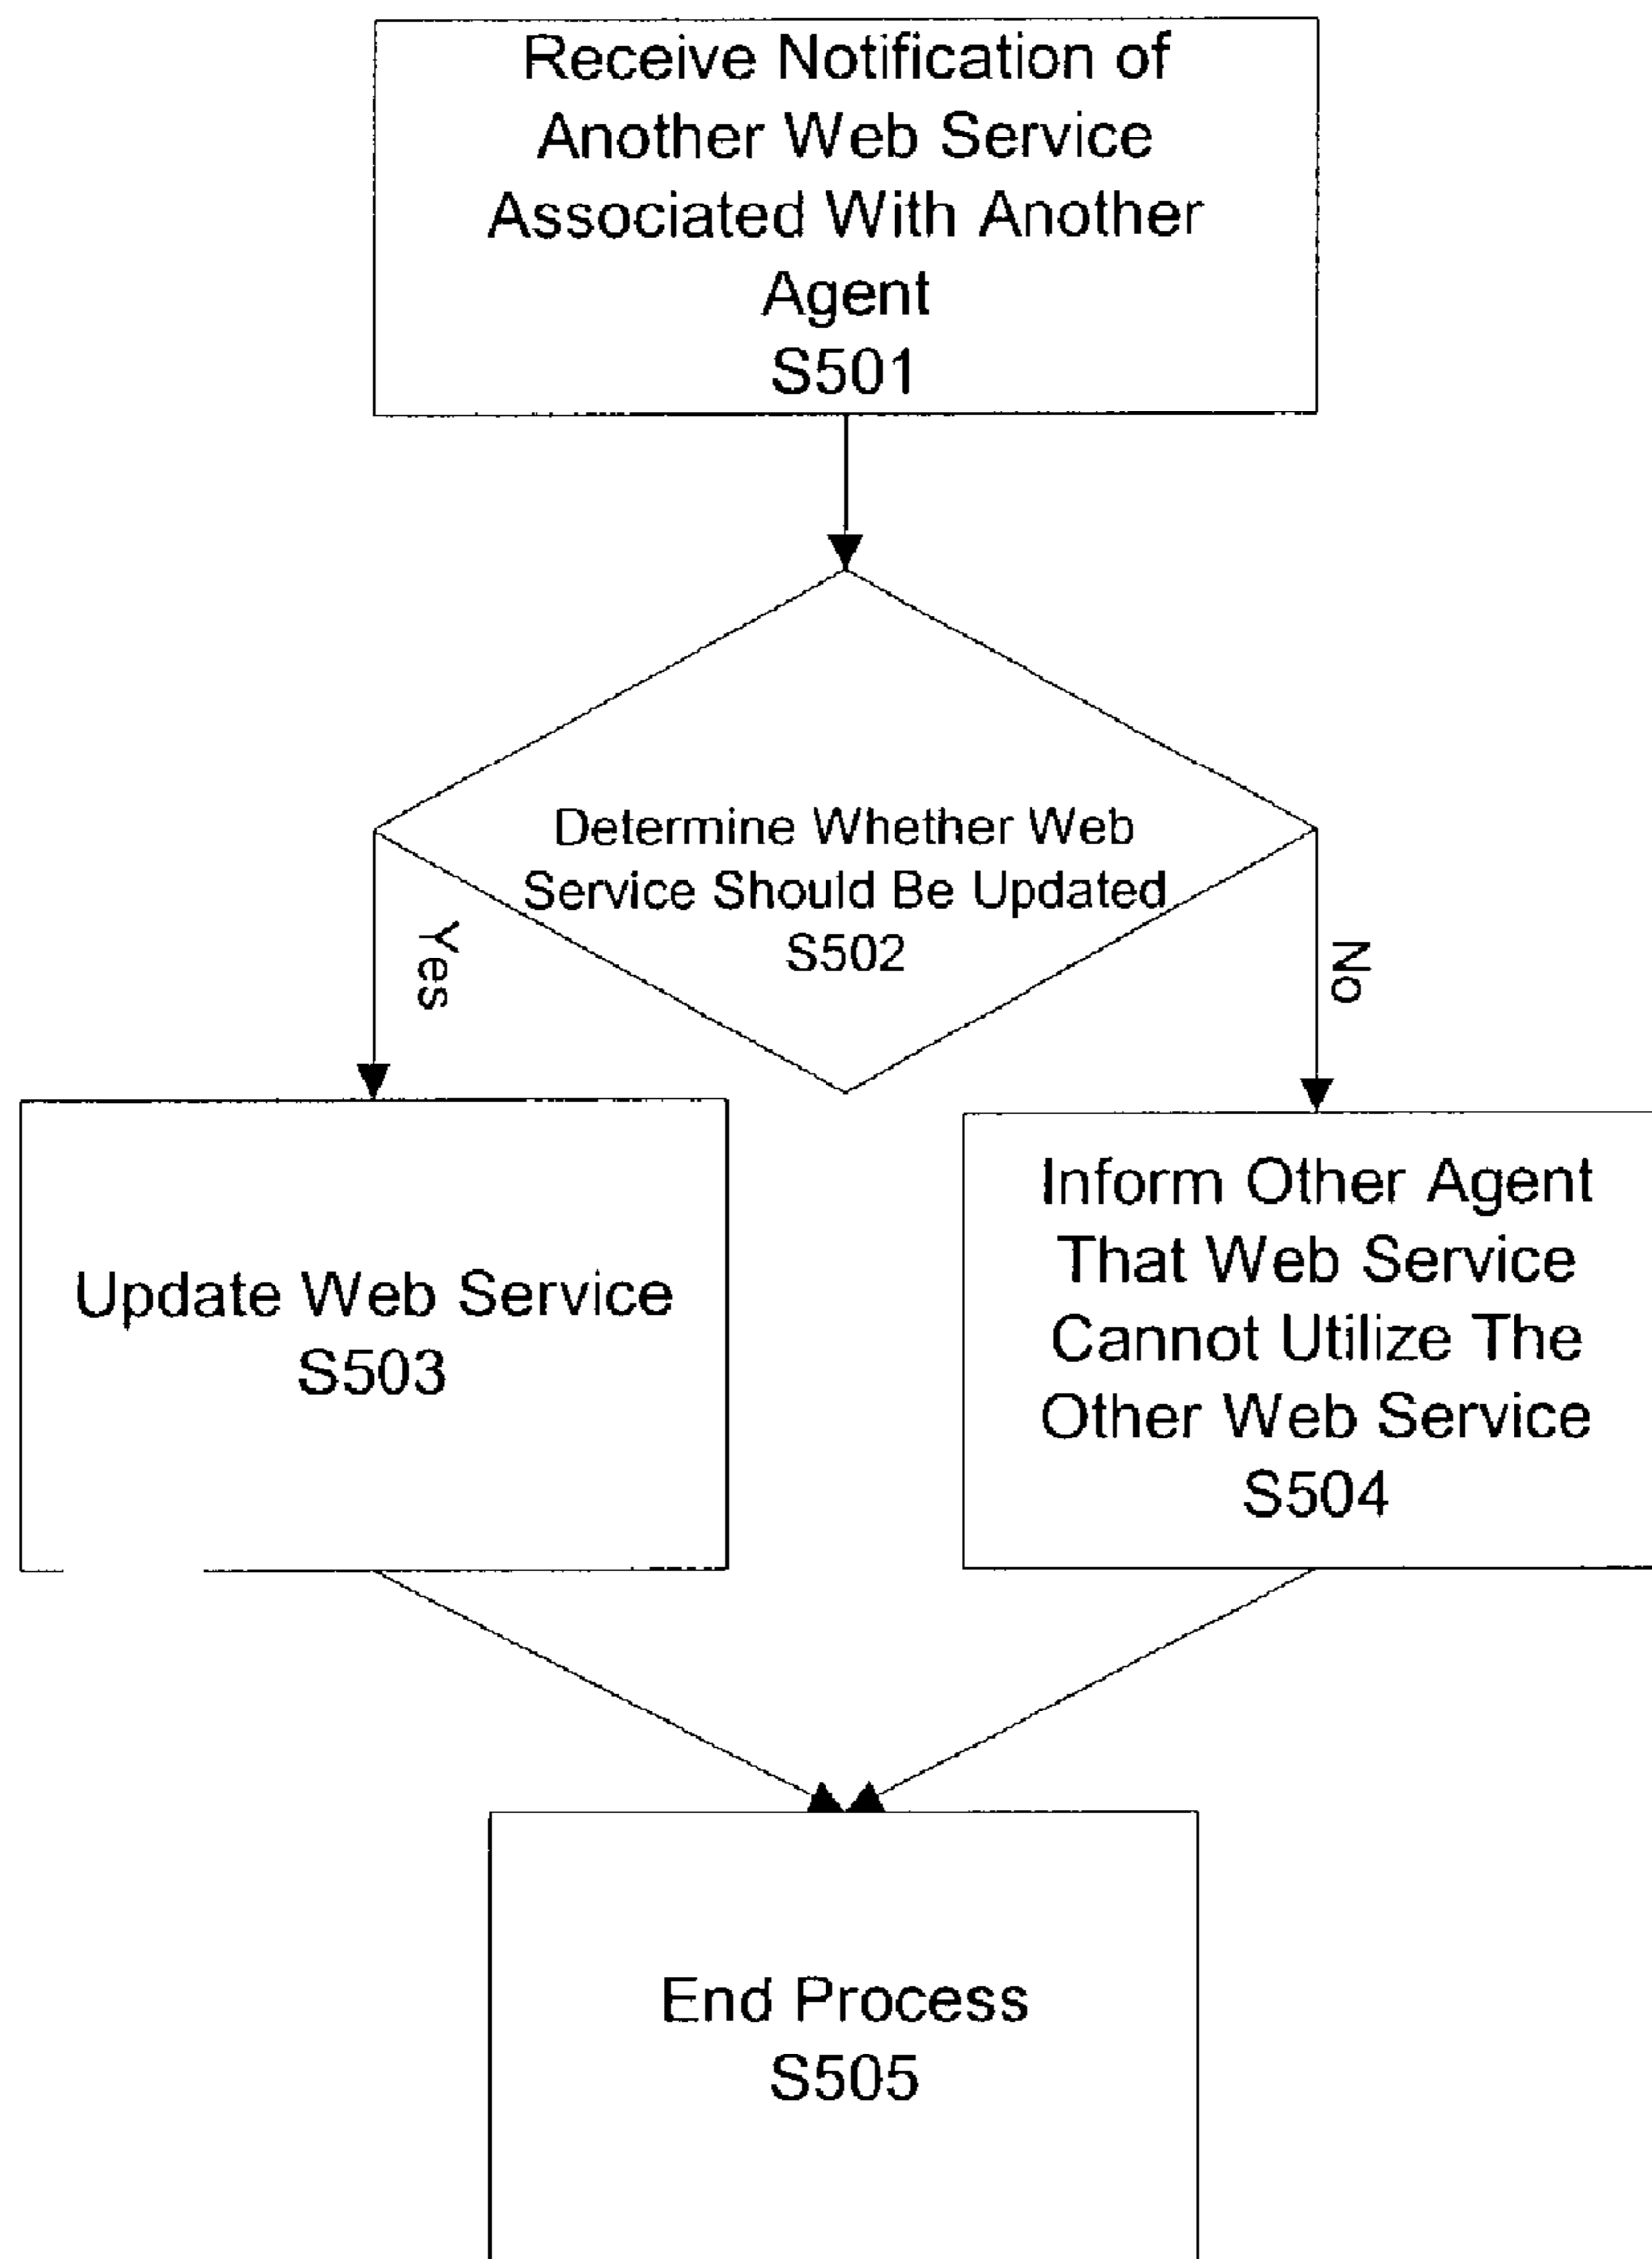 Receive Notification of
Another Web Service
Associated With Another
Agent
S501
Determine Whether Web
Service Should Be Updated
S502
Yes
No
Update Web Service
S503
Inform Other Agent
That Web Service
Cannot Utilize The
Other Web Service
S504
End Process
S505